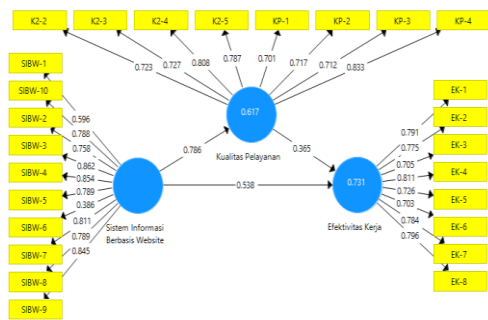 K2-2 K2-3 K2-4 K2-5 KP-1 KP-2 KP-3 KP-4
0.723 0.727 0.808 0.787 0.701 0.717 0.712 0.833
SIBW-1
SIBW-10
SIBW-2
SIBW-3
SIBW-4
SIBW-5
SIBW-6
SIBW-7
SIBW-8
SIBW-9
0.596
0.788
0.758
0.862
0.854
0.789
0.386
0.811
0.789
0.845
Sistem Informasi
Berbasis Website
0.786
0.617
Kualitas Pelayanan
0.365
0.538
0.731
Efektivitas Kerja
0.791
0.775
0.705
0.811
0.726
0.703
0.784
0.796
EK-1
EK-2
EK-3
EK-4
EK-5
EK-6
EK-7
EK-8